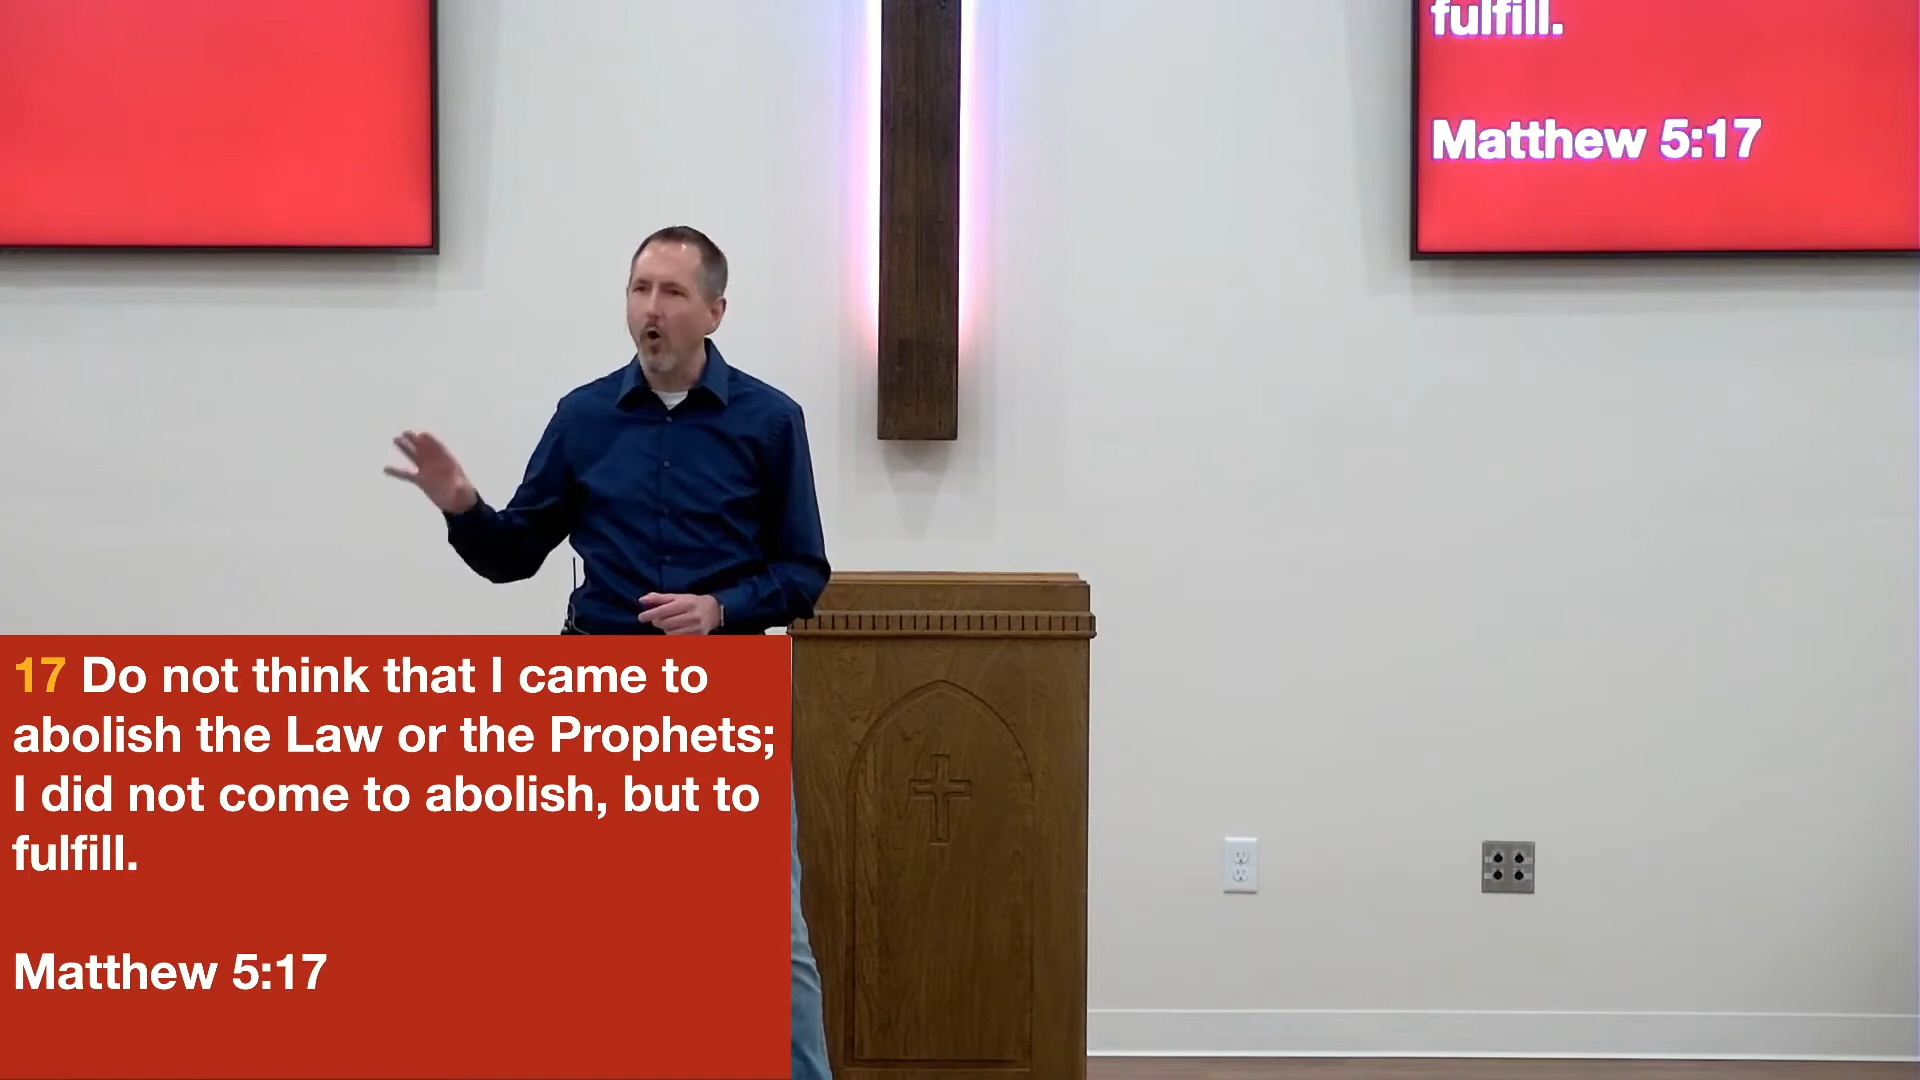 fulfill.
Matthew 5:17
17 Do not think that I came to
abolish the Law or the Prophets;
I did not come to abolish, but to
fulfill.
Matthew 5:17